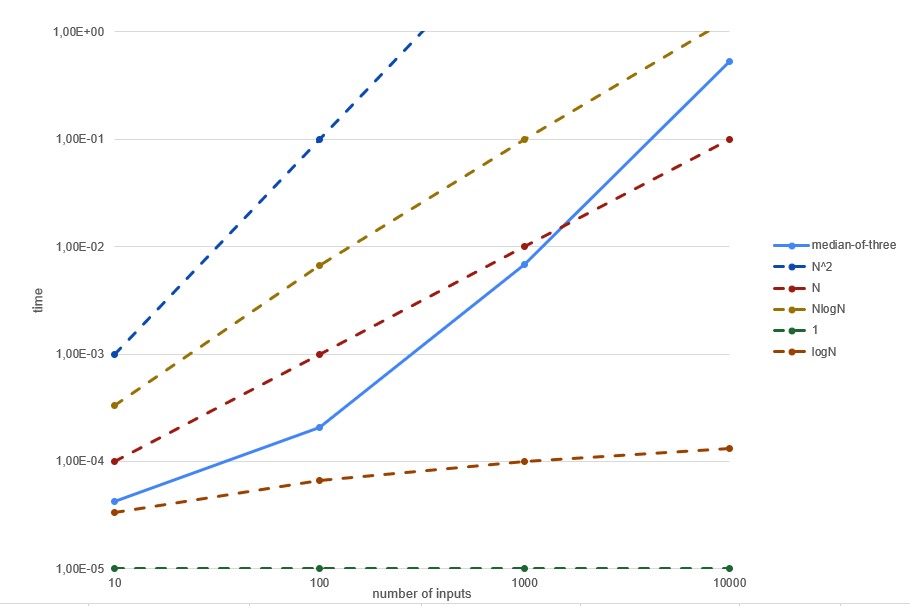 1,00E+00
1,00E-01
1,00E-02
1,00E-03
1,00E-04
1,00E-05
time
10
100
1000
10000
number of inputs
median-of-three
N^2
N
NlogN
1
logN